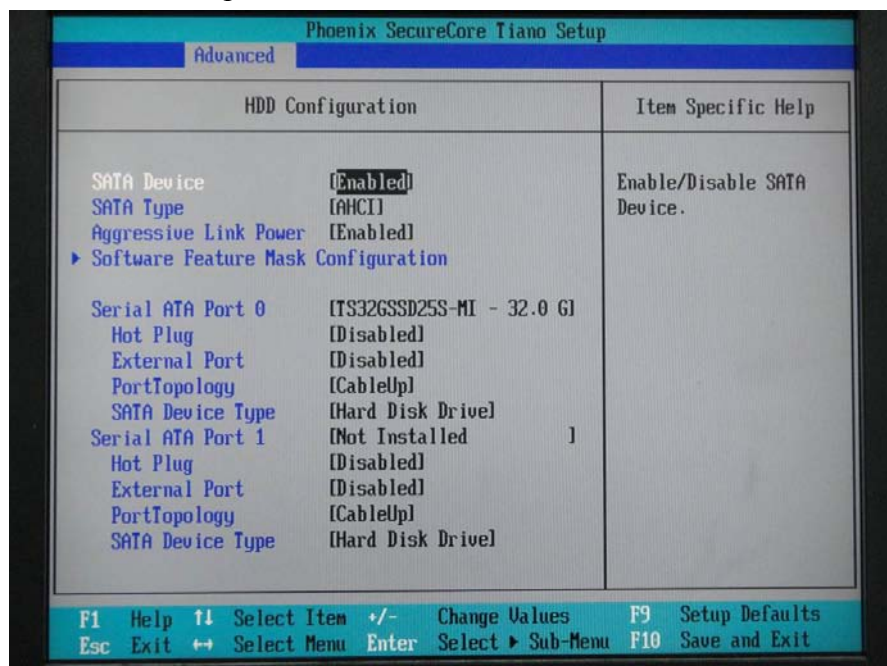 Phoenix SecureCore Tiano Setup
Advanced
HDD Configuration
Item Specific Help
SATA Device [Enabled]
Enable/Disable SATA
Device.
SATA Type [AHCI]
Aggressive Link Power [Enabled]
▶ Software Feature Mask Configuration
Serial ATA Port 0 [TS32GSSD25S-MI - 32.0 G]
Hot Plug [Disabled]
External Port [Disabled]
PortTopology [CableUp]
SATA Device Type [Hard Disk Drive]
Serial ATA Port 1 [Not Installed ]
Hot Plug [Disabled]
External Port [Disabled]
PortTopology [CableUp]
SATA Device Type [Hard Disk Drive]
F1 Help ↑↓ Select Item +/- Change Values F9 Setup Defaults
Esc Exit ↔ Select Menu Enter Select ▶ Sub-Menu F10 Save and Exit